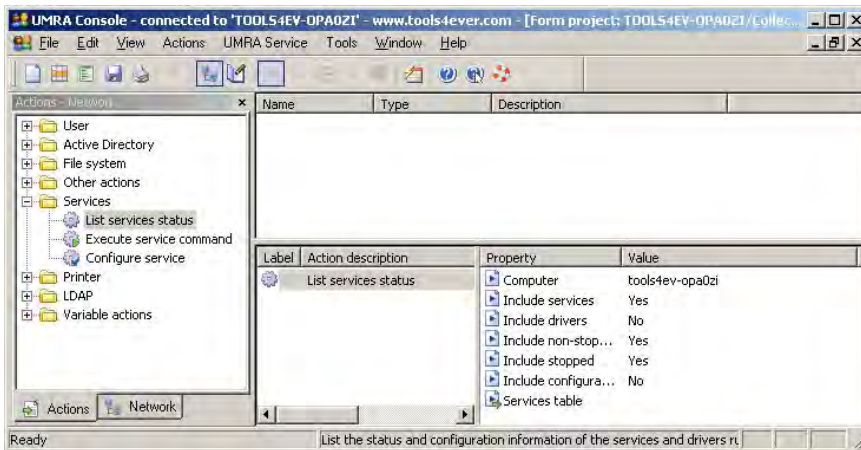 UMRA Console - connected to 'TOOLS4EV-OPA0ZI' - www.tools4ever.com - [Form project: TOOLS4EV-OPA0ZI/Collec...
File Edit View Actions UMRA Service Tools Window Help
Actions - Network
User
Active Directory
File system
Other actions
Services
List services status
Execute service command
Configure service
Printer
LDAP
Variable actions
Actions Network
Name Type Description
Label Action description
List services status
Property Value
Computer tools4ev-opa0zi
Include services Yes
Include drivers No
Include non-stop... Yes
Include stopped Yes
Include configura... No
Services table
Ready List the status and configuration information of the services and drivers ru